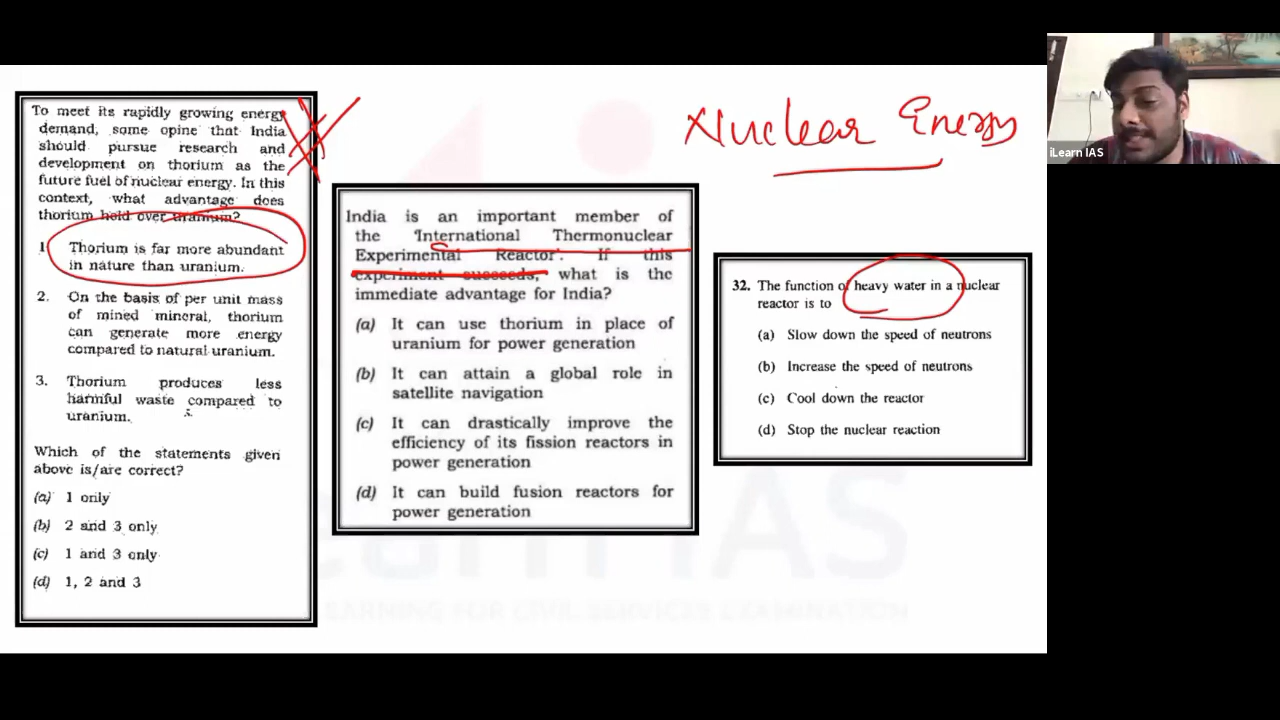 Nuclear Energy
To meet its rapidly growing energy
demand, some opine that India
should pursue research and
development on thorium as the
future fuel of nuclear energy. In this
context, what advantage does
thorium hold over uranium?
1. Thorium is far more abundant
in nature than uranium.
2. On the basis of per unit mass
of mined mineral, thorium
can generate more energy
compared to natural uranium.
3. Thorium produces less
harmful waste compared to
uranium.
Which of the statements given
above is/are correct?
(a) 1 only
(b) 2 and 3 only
(c) 1 and 3 only
(d) 1, 2 and 3
India is an important member of
the 'International Thermonuclear
Experimental Reactor'. If this
experiment succeeds, what is the
immediate advantage for India?
(a) It can use thorium in place of
uranium for power generation
(b) It can attain a global role in
satellite navigation
(c) It can drastically improve the
efficiency of its fission reactors in
power generation
(d) It can build fusion reactors for
power generation
32. The function of heavy water in a nuclear
reactor is to
(a) Slow down the speed of neutrons
(b) Increase the speed of neutrons
(c) Cool down the reactor
(d) Stop the nuclear reaction
iLearn IAS
earn IAS
EARNING FOR CIVIL SERVICES EXAMINATION